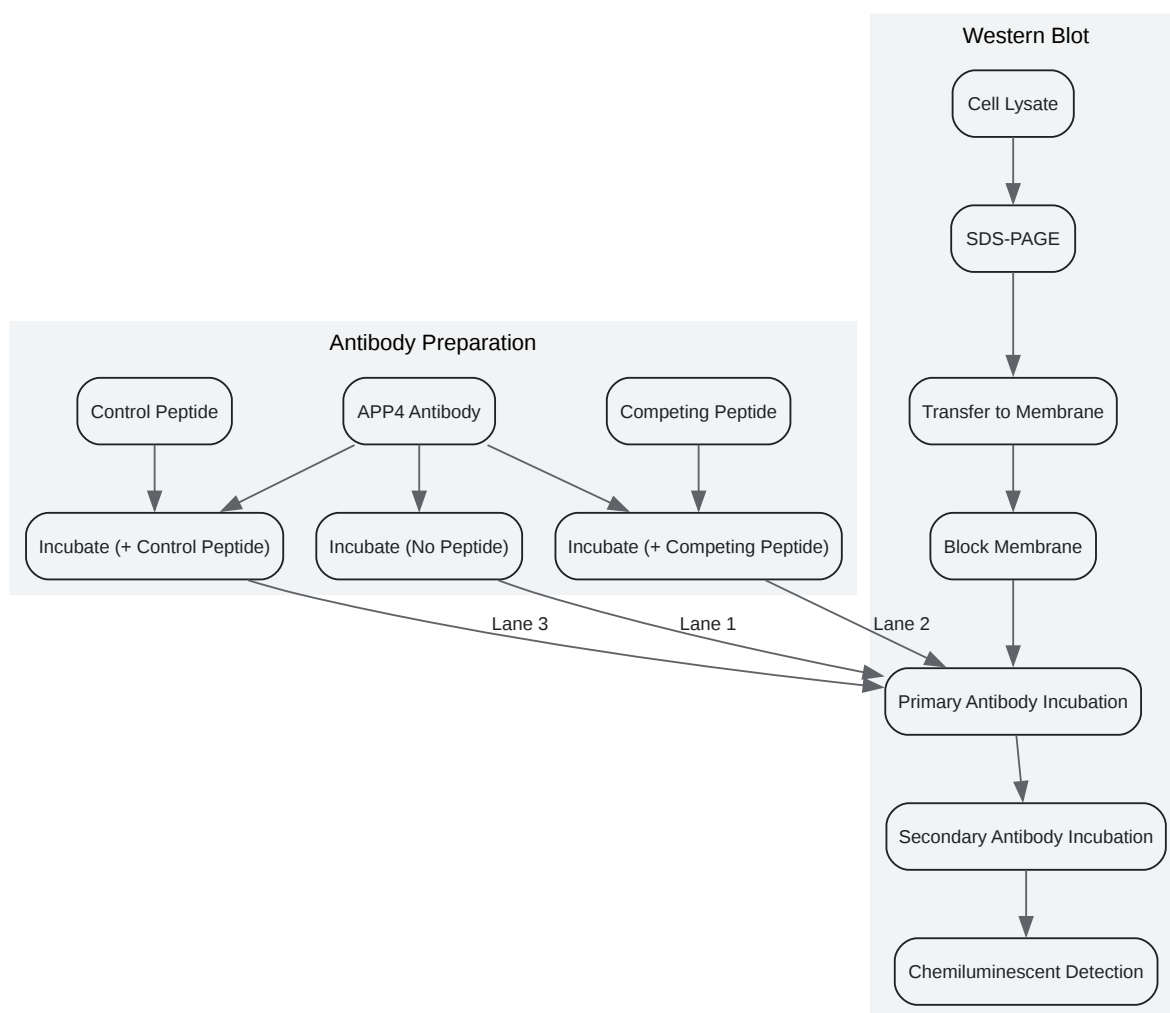 Western Blot
Cell Lysate
SDS-PAGE
Antibody Preparation
Control Peptide
APP4 Antibody
Competing Peptide
Transfer to Membrane
Incubate (+ Control Peptide)
Incubate (No Peptide)
Incubate (+ Competing Peptide)
Block Membrane
Lane 3
Lane 1
Lane 2
Primary Antibody Incubation
Secondary Antibody Incubation
Chemiluminescent Detection